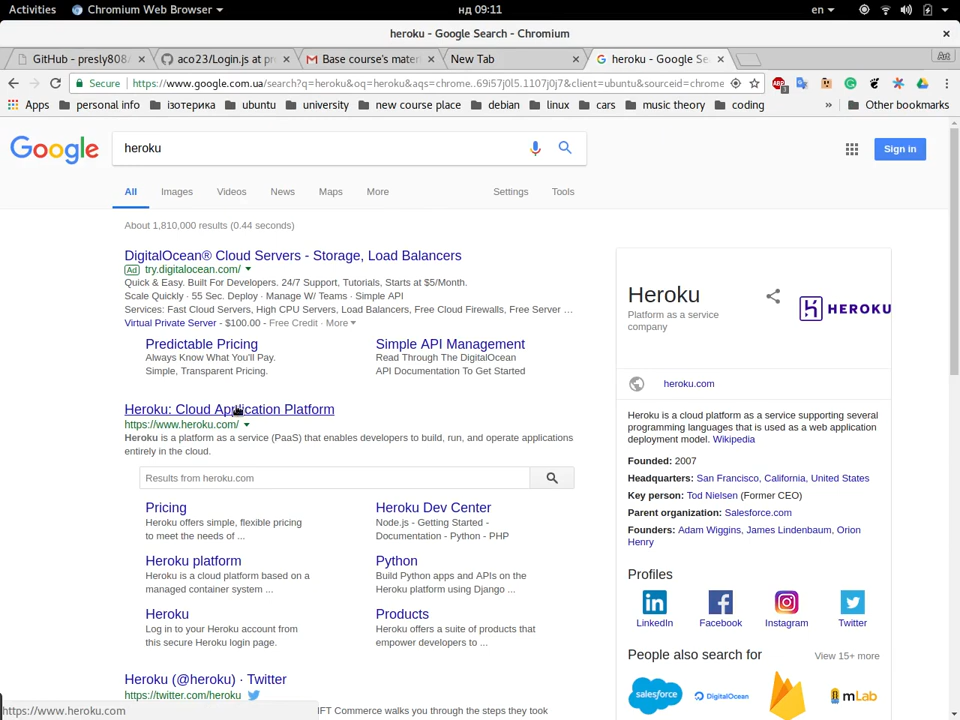 Activities Chromium Web Browser нд 09:11 en
heroku - Google Search - Chromium
GitHub - presly808 aco23/Login.js at pr Base course's mater New Tab heroku - Google Se
Secure https://www.google.com.ua/search?q=heroku&oq=heroku&aqs=chrome..69i57j0l5.1107j0j7&client=ubuntu&sourceid=chrome
Apps personal info ізотерика ubuntu university new course place debian linux cars music theory coding » Other bookmarks
Google heroku Sign in
All Images Videos News Maps More Settings Tools
About 1,810,000 results (0.44 seconds)
DigitalOcean® Cloud Servers - Storage, Load Balancers
Ad try.digitalocean.com/
Quick & Easy. Built For Developers. 24/7 Support, Tutorials, Starts at $5/Month.
Scale Quickly · 55 Sec. Deploy · Manage W/ Teams · Simple API
Services: Fast Cloud Servers, High CPU Servers, Load Balancers, Free Cloud Firewalls, Free Server ...
Virtual Private Server - $100.00 - Free Credit · More
Predictable Pricing
Always Know What You'll Pay.
Simple, Transparent Pricing.
Simple API Management
Read Through The DigitalOcean
API Documentation To Get Started
Heroku: Cloud Application Platform
https://www.heroku.com/
Heroku is a platform as a service (PaaS) that enables developers to build, run, and operate applications
entirely in the cloud.
Results from heroku.com
Pricing
Heroku offers simple, flexible pricing
to meet the needs of ...
Heroku Dev Center
Node.js - Getting Started -
Documentation - Python - PHP
Heroku platform
Heroku is a cloud platform based on a
managed container system ...
Python
Build Python apps and APIs on the
Heroku platform using Django ...
Heroku
Log in to your Heroku account from
this secure Heroku login page.
Products
Heroku offers a suite of products that
empower developers to ...
Heroku (@heroku) · Twitter
https://twitter.com/heroku
IFT Commerce walks you through the steps they took
https://www.heroku.com
Heroku
Platform as a service
company
HEROKU
heroku.com
Heroku is a cloud platform as a service supporting several
programming languages that is used as a web application
deployment model. Wikipedia
Founded: 2007
Headquarters: San Francisco, California, United States
Key person: Tod Nielsen (Former CEO)
Parent organization: Salesforce.com
Founders: Adam Wiggins, James Lindenbaum, Orion
Henry
Profiles
LinkedIn Facebook Instagram Twitter
People also search for View 15+ more
salesforce DigitalOcean mLab